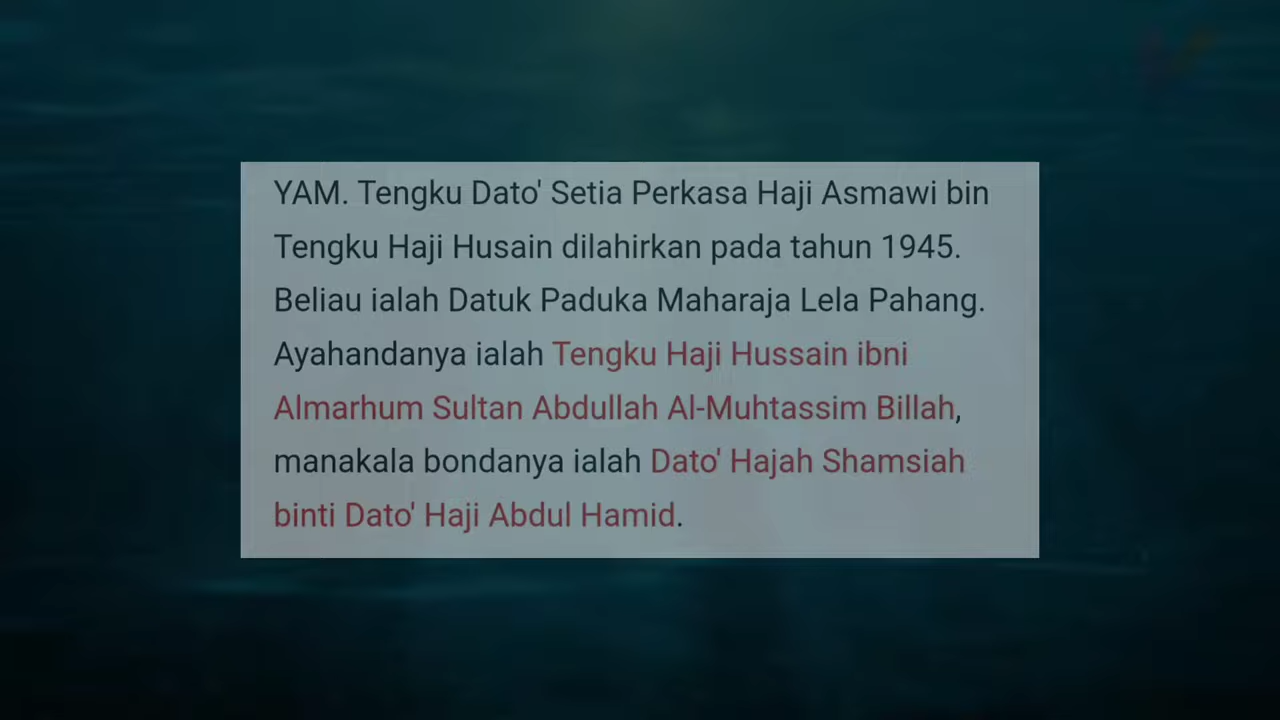 YAM. Tengku Dato' Setia Perkasa Haji Asmawi bin
Tengku Haji Husain dilahirkan pada tahun 1945.
Beliau ialah Datuk Paduka Maharaja Lela Pahang.
Ayahandanya ialah Tengku Haji Hussain ibni
Almarhum Sultan Abdullah Al-Muhtassim Billah,
manakala bondanya ialah Dato' Hajah Shamsiah
binti Dato' Haji Abdul Hamid.